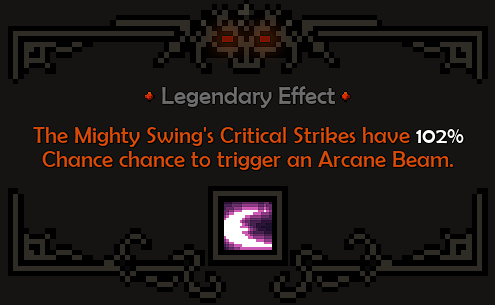 Legendary Effect
The Mighty Swing's Critical Strikes have 102%
Chance chance to trigger an Arcane Beam.